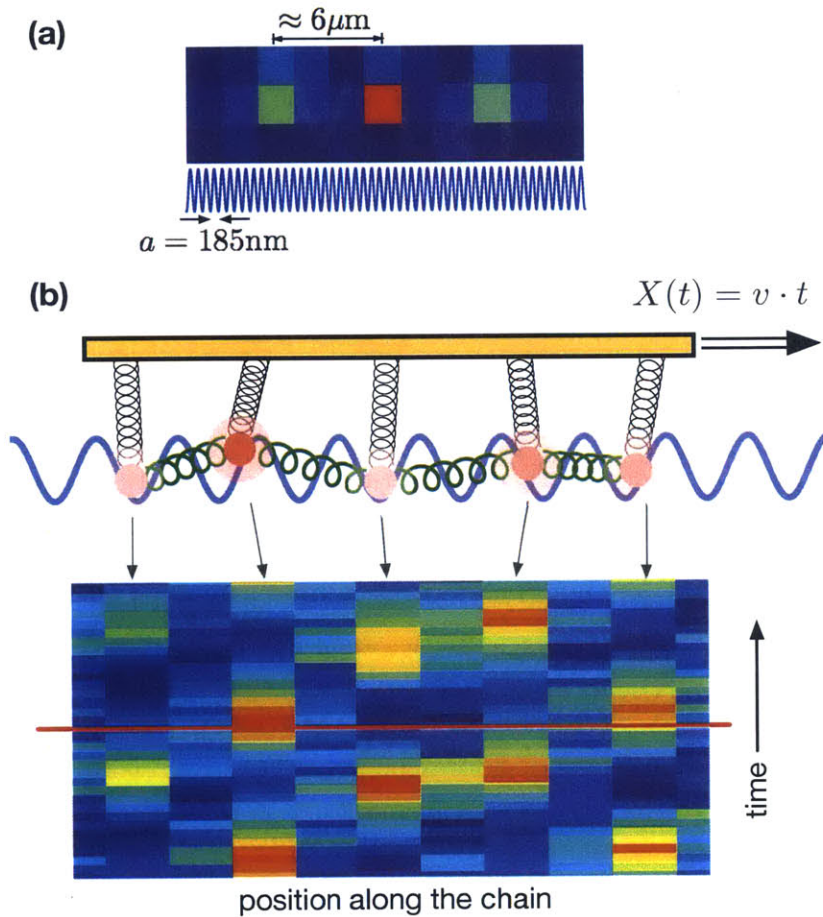 (a)
≈ 6μm
a = 185nm
(b)
X(t) = v · t
time
position along the chain